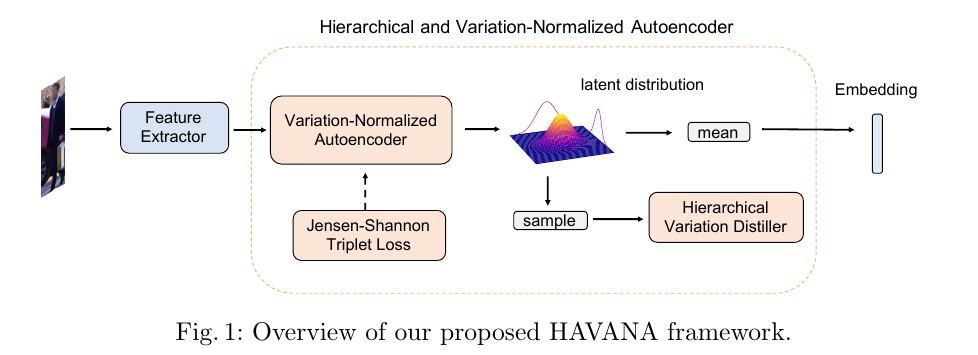 Hierarchical and Variation-Normalized Autoencoder
latent distribution
Embedding
Feature
Extractor
Variation-Normalized
Autoencoder
mean
Jensen-Shannon
Triplet Loss
sample
Hierarchical
Variation Distiller
Fig. 1: Overview of our proposed HAVANA framework.